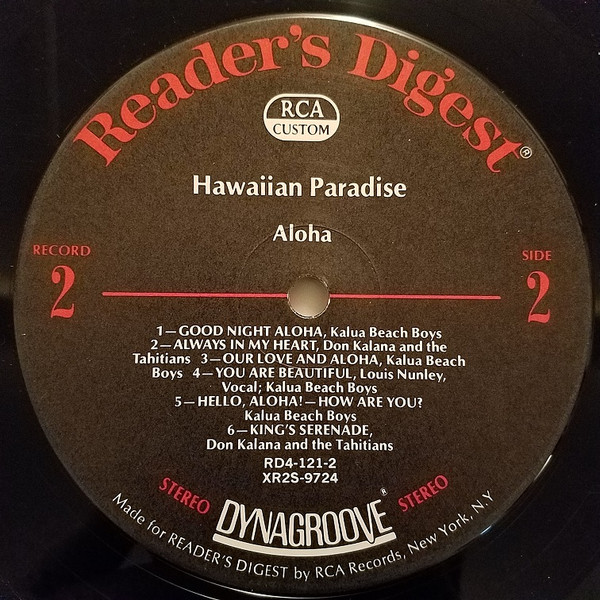 Reader's Digest®
RCA
CUSTOM
Hawaiian Paradise
Aloha
RECORD
2
SIDE
2
1—GOOD NIGHT ALOHA, Kalua Beach Boys
2—ALWAYS IN MY HEART, Don Kalana and the
Tahitians 3—OUR LOVE AND ALOHA, Kalua Beach
Boys 4—YOU ARE BEAUTIFUL, Louis Nunley,
Vocal; Kalua Beach Boys
5—HELLO, ALOHA!—HOW ARE YOU?
Kalua Beach Boys
6—KING'S SERENADE,
Don Kalana and the Tahitians
RD4-121-2
XR2S-9724
STEREO DYNAGROOVE® STEREO
Made for READER'S DIGEST by RCA Records, New York, N.Y